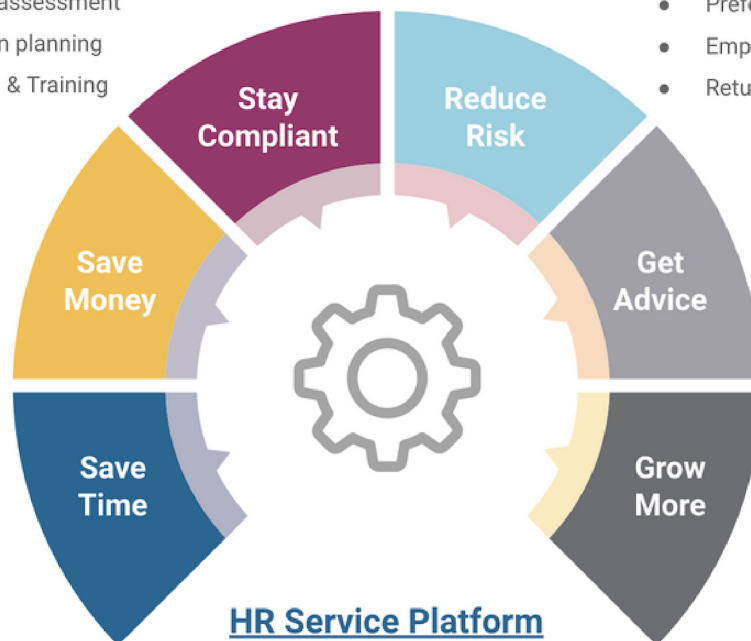 assessment
planning
& Training
Stay
Compliant
Reduce
Risk
Save
Money
Get
Advice
Save
Time
Grow
More
HR Service Platform